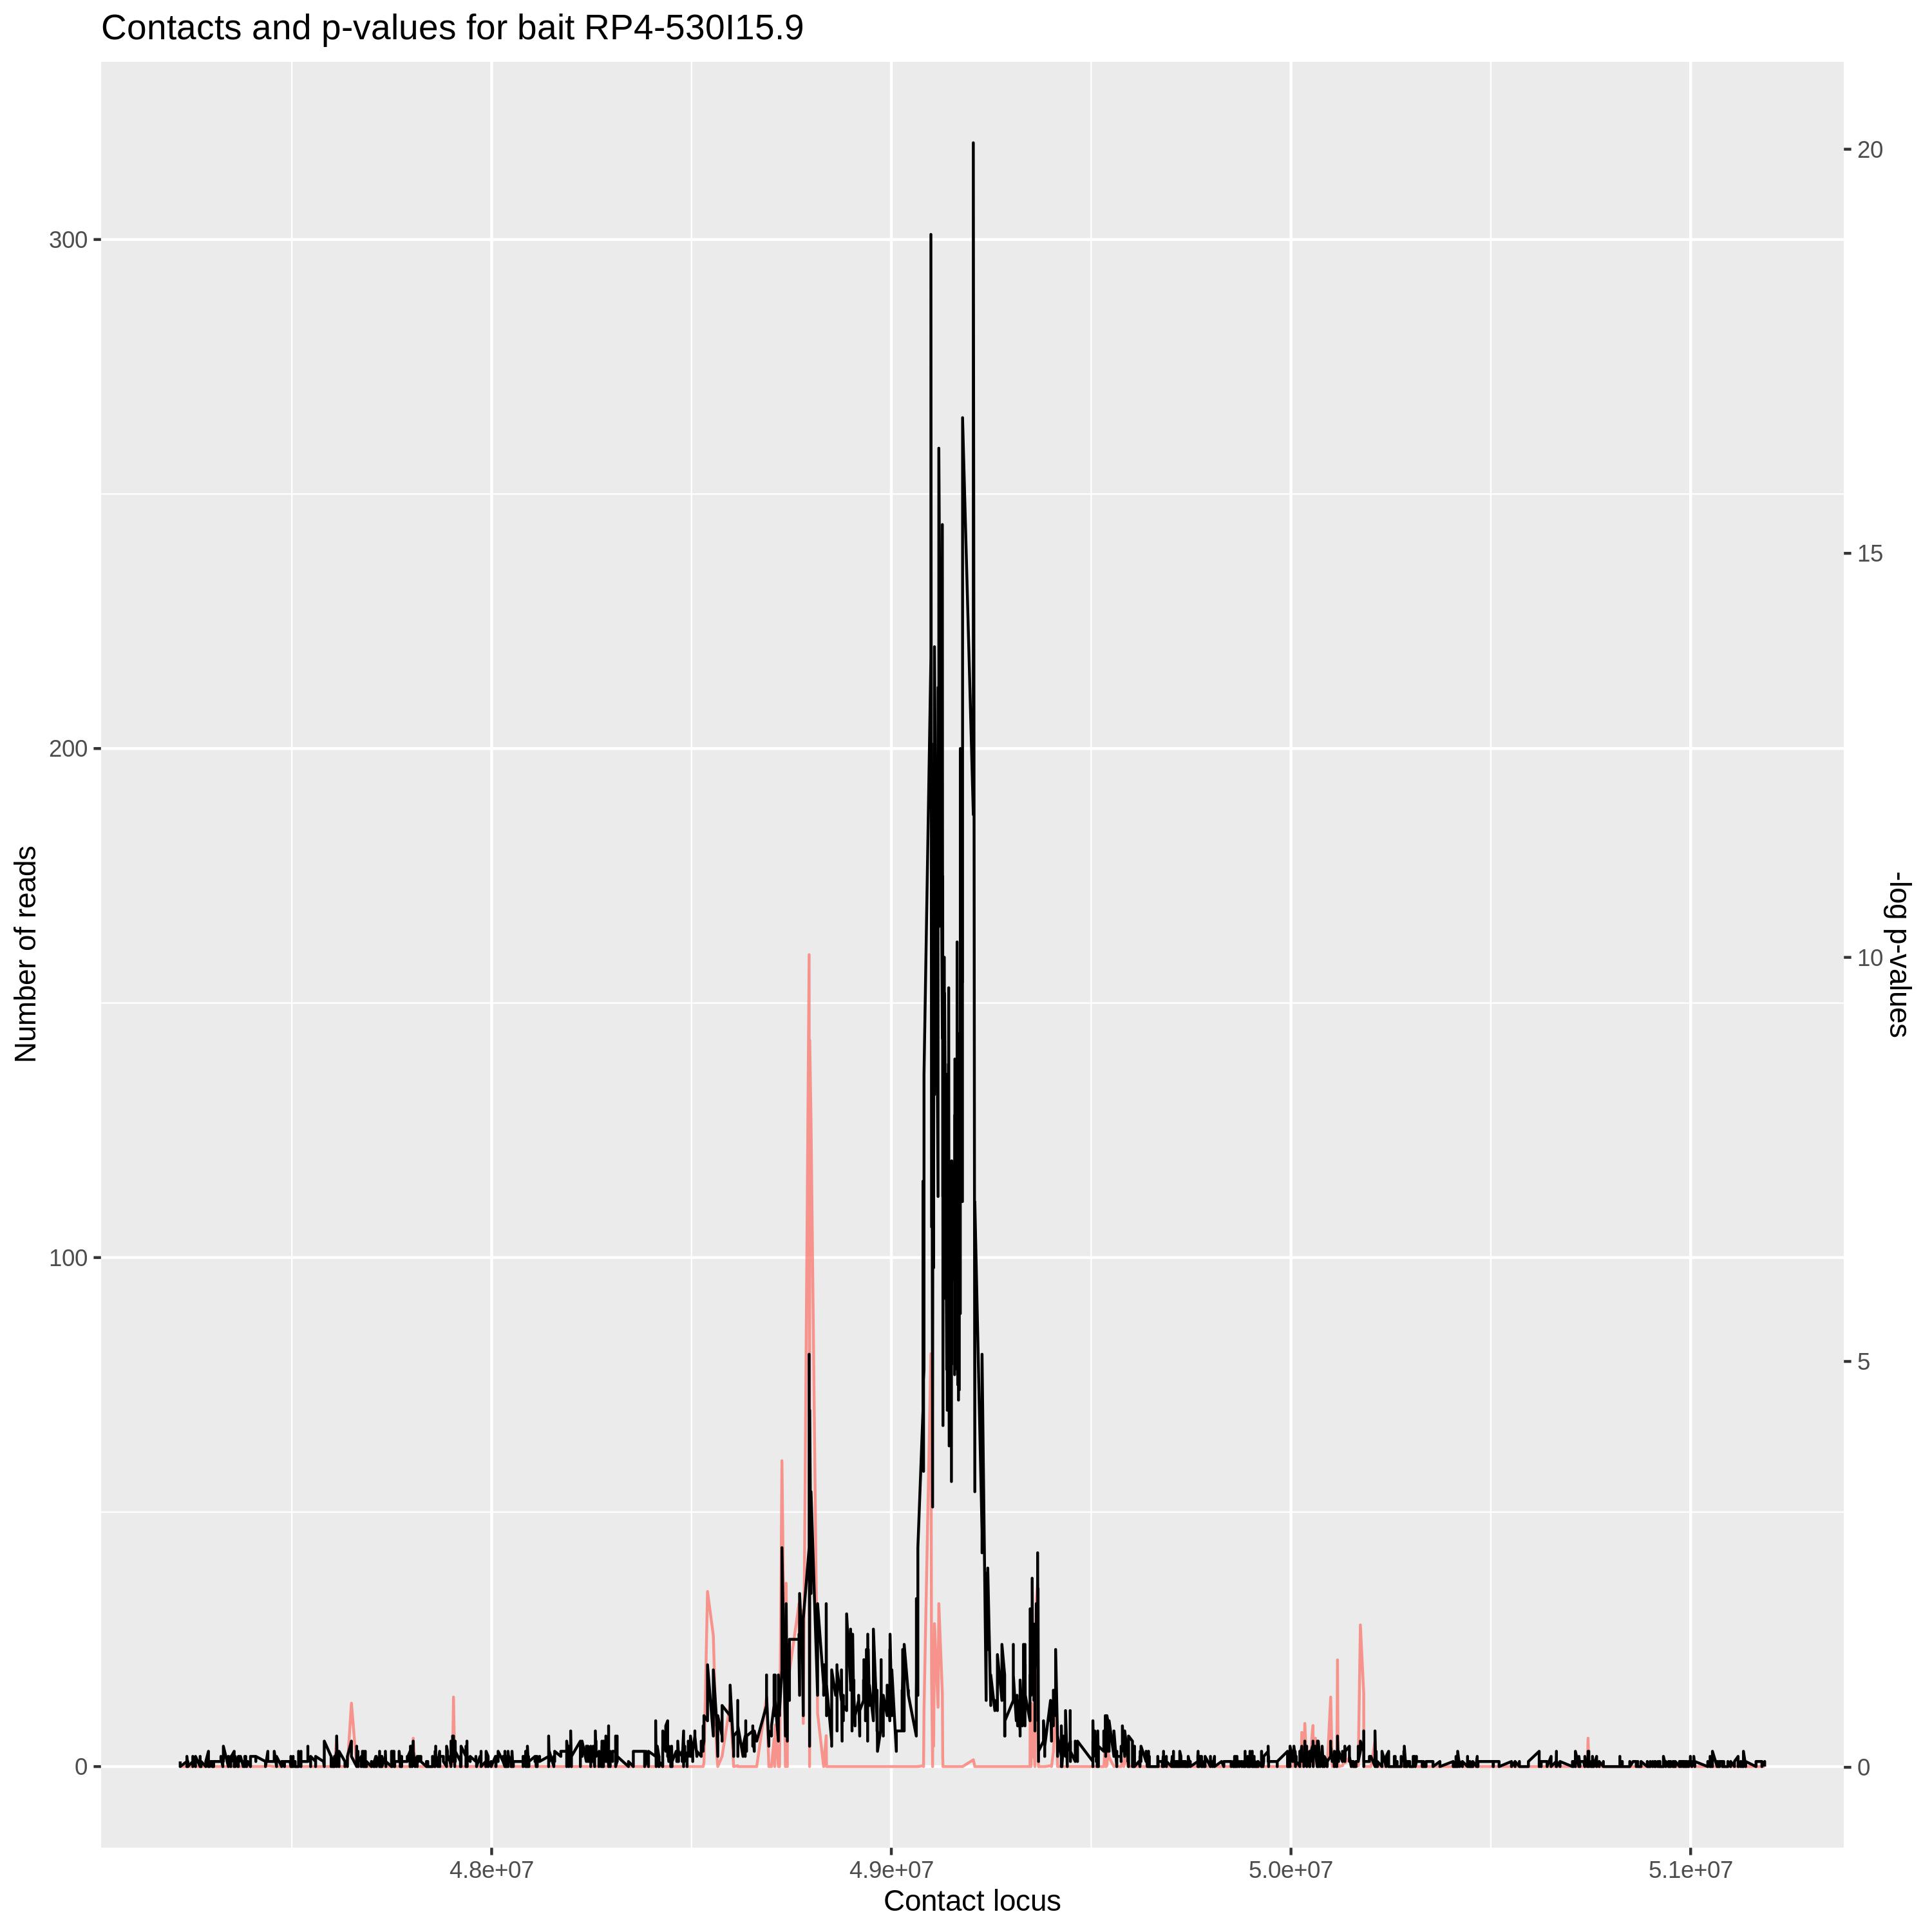 Contacts and p-values for bait RP4-530I15.9
Number of reads
300
200
100
0
20
15
10
5
0
-log p-values
4.8e+07
4.9e+07
5.0e+07
5.1e+07
Contact locus